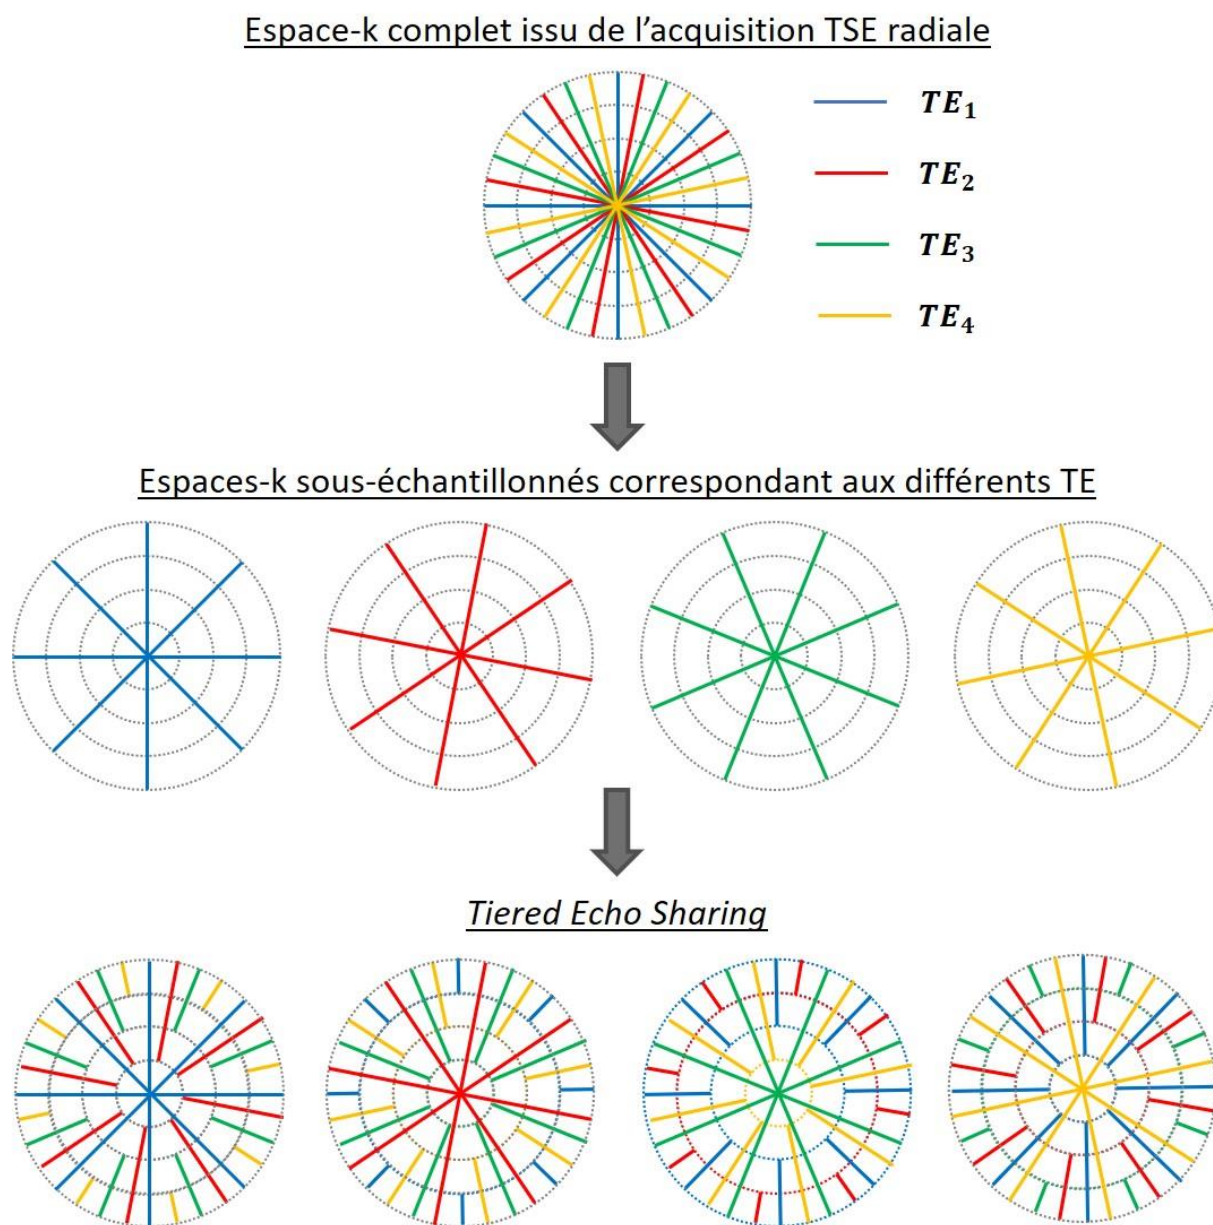 Espace-k complet issu de l’acquisition TSE radiale
TE₁
TE₂
TE₃
TE₄
Espaces-k sous-échantillonnés correspondant aux différents TE
Tiered Echo Sharing